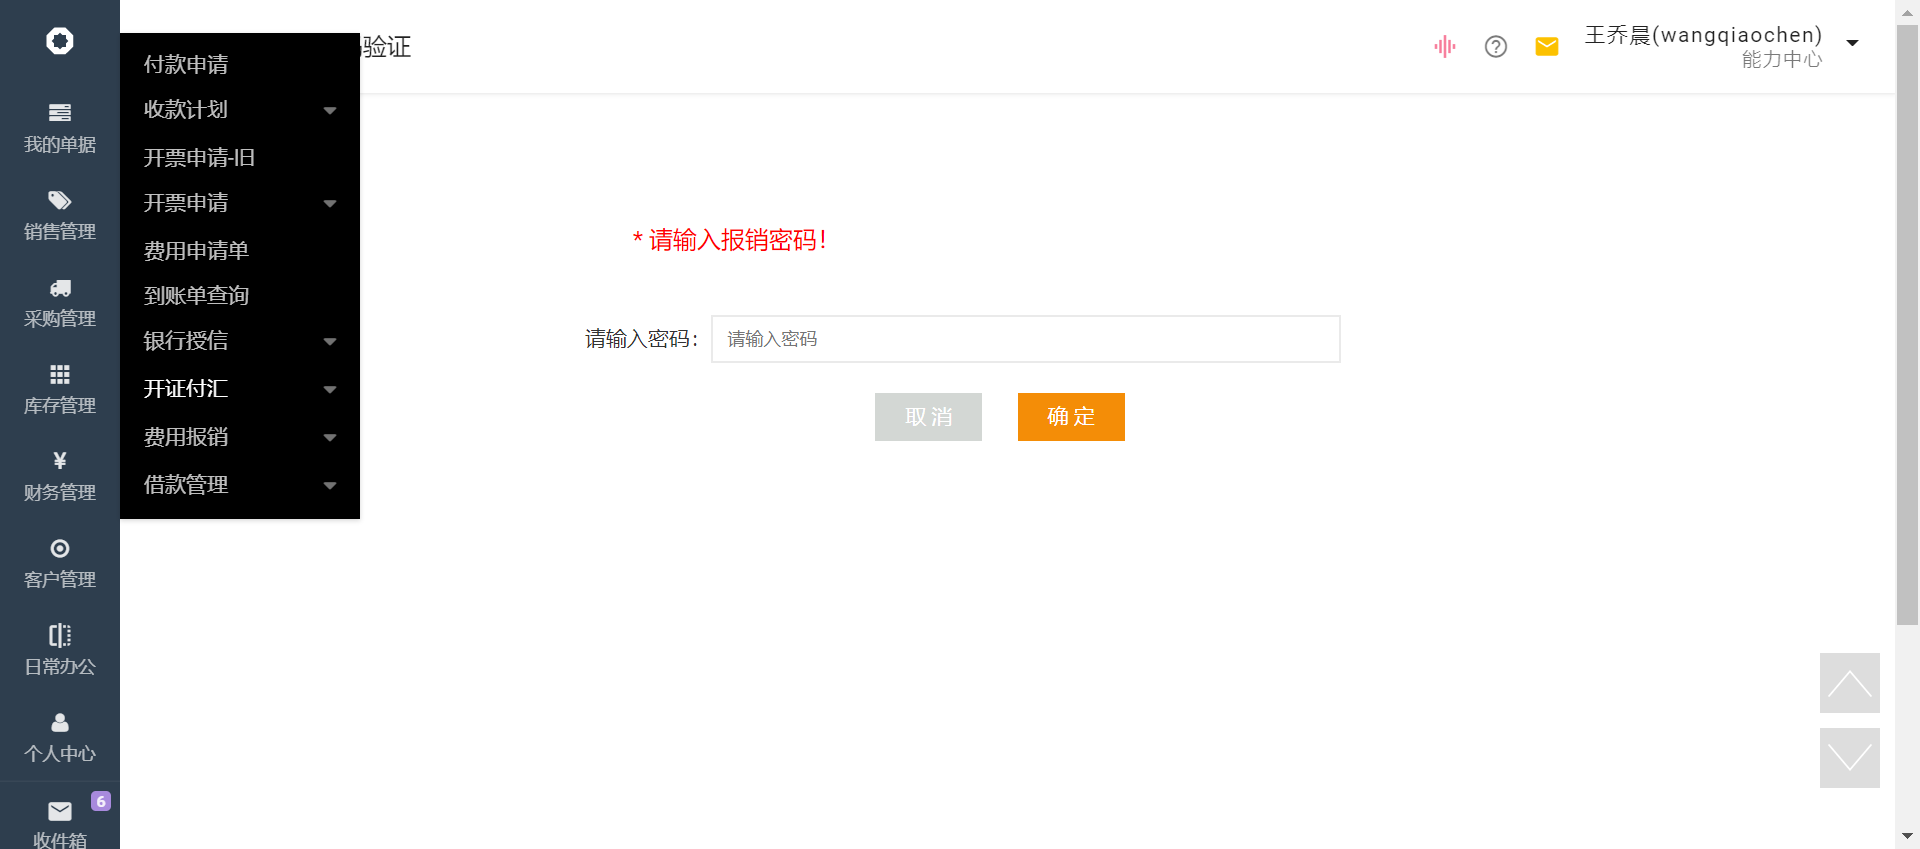 我的单据
销售管理
采购管理
库存管理
财务管理
客户管理
日常办公
个人中心
6
收件箱
付款申请
收款计划
开票申请-旧
开票申请
费用申请单
到账单查询
银行授信
开证付汇
费用报销
借款管理
验证
王乔晨(wangqiaochen)
能力中心
* 请输入报销密码！
请输入密码：
请输入密码
取 消
确 定